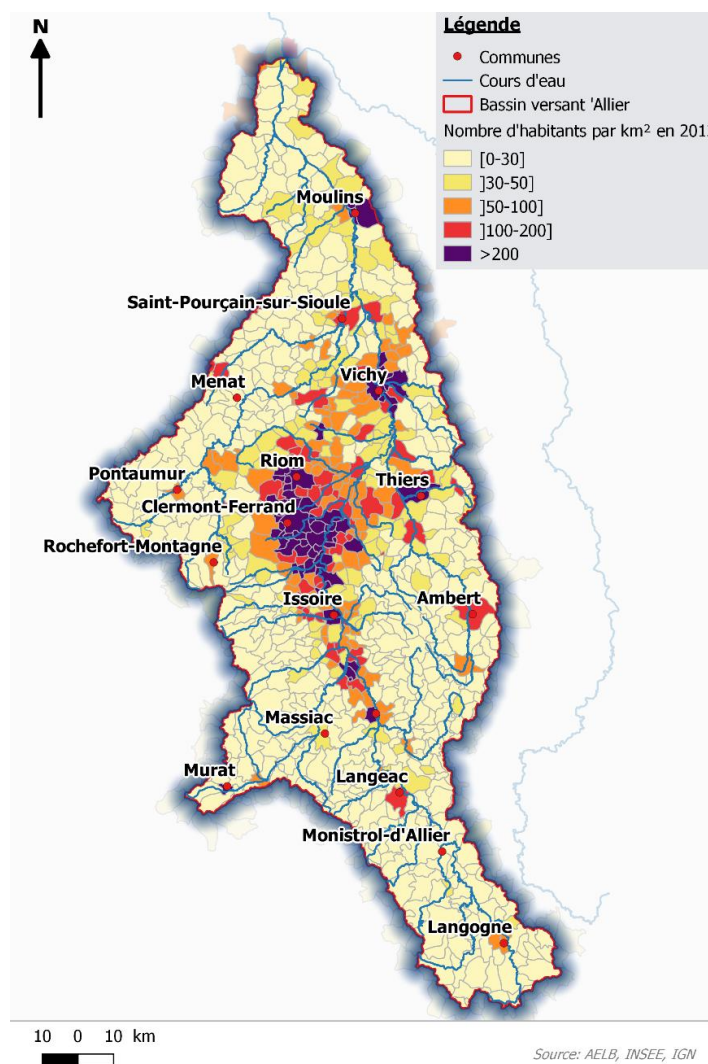 N
Légende
Communes
Cours d'eau
Bassin versant 'Allier
Nombre d'habitants par km² en 201
[0-30]
]30-50]
]50-100]
]100-200]
>200
Moulins
Saint-Pourçain-sur-Sioule
Vichy
Menat
Riom
Pontaumur
Thiers
Clermont-Ferrand
Rochefort-Montagne
Issoire
Ambert
Massiac
Murat
Langeac
Monistrol-d'Allier
Langogne
10 0 10 km
Source: AELB, INSEE, IGN